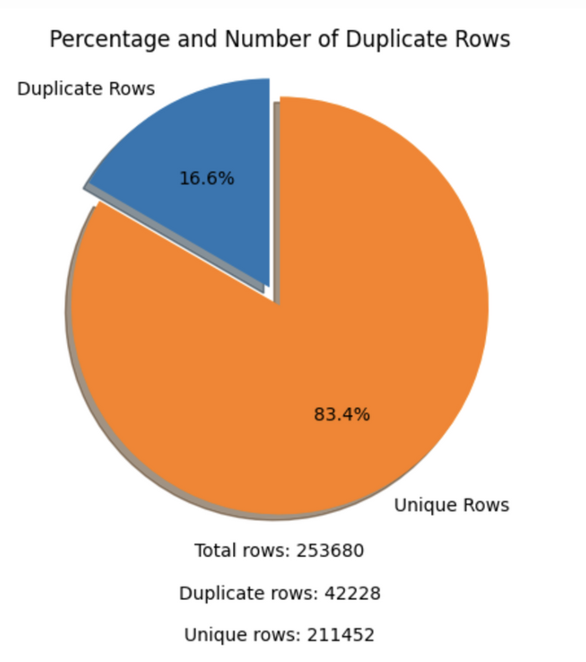 Percentage and Number of Duplicate Rows
Duplicate Rows
16.6%
83.4%
Unique Rows
Total rows: 253680
Duplicate rows: 42228
Unique rows: 211452